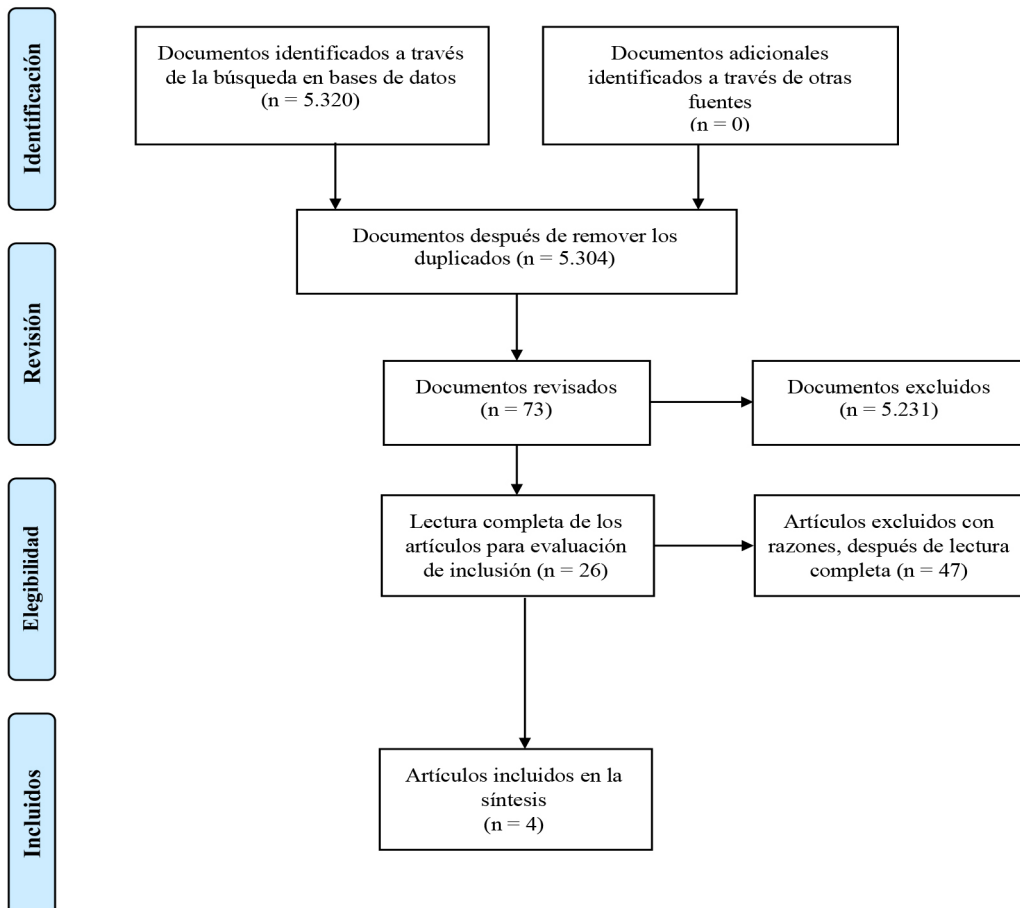 Identificación
Documentos identificados a través
de la búsqueda en bases de datos
(n = 5.320)
Documentos adicionales
identificados a través de otras
fuentes
(n = 0)
Documentos después de remover los
duplicados (n = 5.304)
Revisión
Documentos revisados
(n = 73)
Documentos excluidos
(n = 5.231)
Elegibilidad
Lectura completa de los
artículos para evaluación
de inclusión (n = 26)
Artículos excluidos con
razones, después de lectura
completa (n = 47)
Incluidos
Artículos incluidos en la
síntesis
(n = 4)